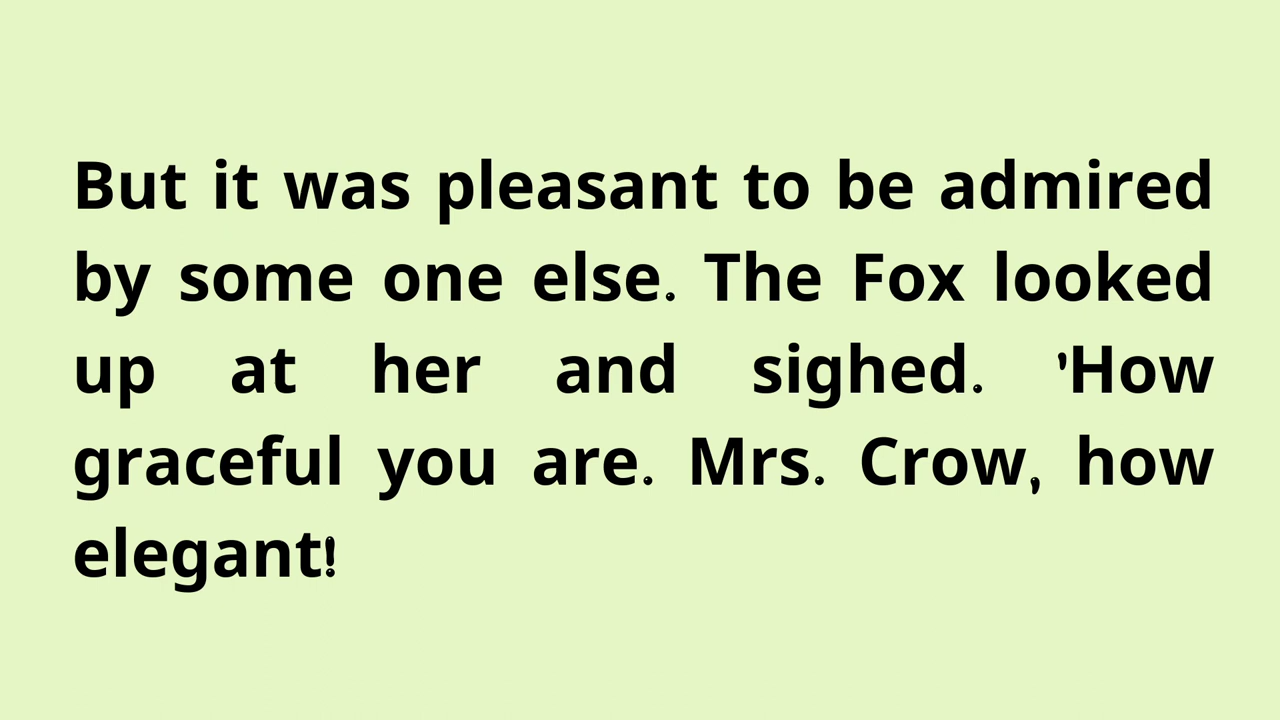 But it was pleasant to be admired
by some one else. The Fox looked
up at her and sighed. 'How
graceful you are. Mrs. Crow, how
elegant!